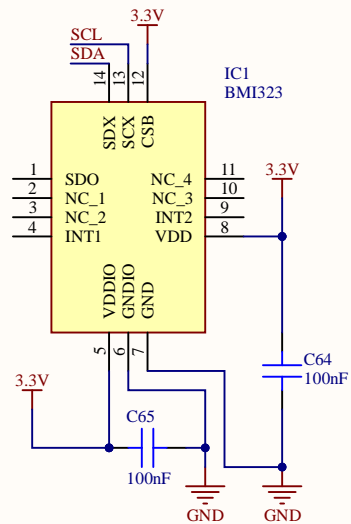 3.3V
SCL
SDA
14
13
12
IC1
BMI323
SDX
SCX
CSB
1
SDO
NC_4
11
2
NC_1
NC_3
10
3
NC_2
INT2
9
4
INT1
VDD
8
3.3V
VDDIO
GNDIO
GND
5
6
7
3.3V
C64
100nF
C65
100nF
GND
GND